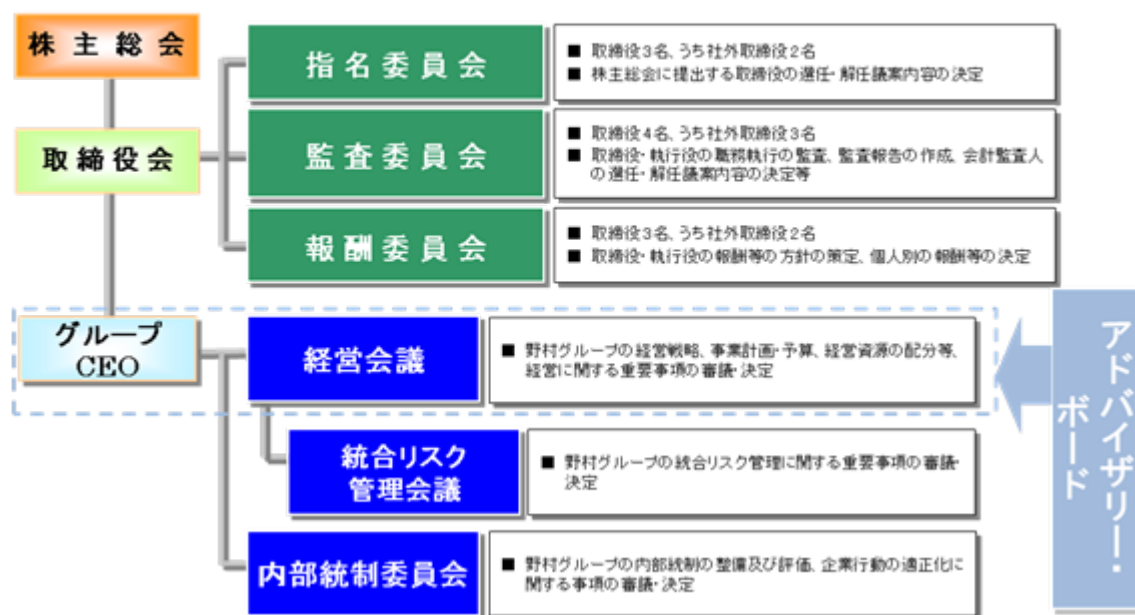 株主総会
指名委員会
■ 取締役3名、うち社外取締役2名
■ 株主総会に提出する取締役の選任・解任議案内容の決定
取締役会
監査委員会
■ 取締役4名、うち社外取締役3名
■ 取締役・執行役の職務執行の監査、監査報告の作成、会計監査人
の選任・解任議案内容の決定等
報酬委員会
■ 取締役3名、うち社外取締役2名
■ 取締役・執行役の報酬等の方針の策定、個人別の報酬等の決定
グループ
CEO
経営会議
■ 野村グループの経営戦略、事業計画・予算、経営資源の配分等、
経営に関する重要事項の審議・決定
アドバイザリー・
ボード
統合リスク
管理会議
■ 野村グループの統合リスク管理に関する重要事項の審議・
決定
内部統制委員会
■ 野村グループの内部統制の整備及び評価、企業行動の適正化に
関する事項の審議・決定